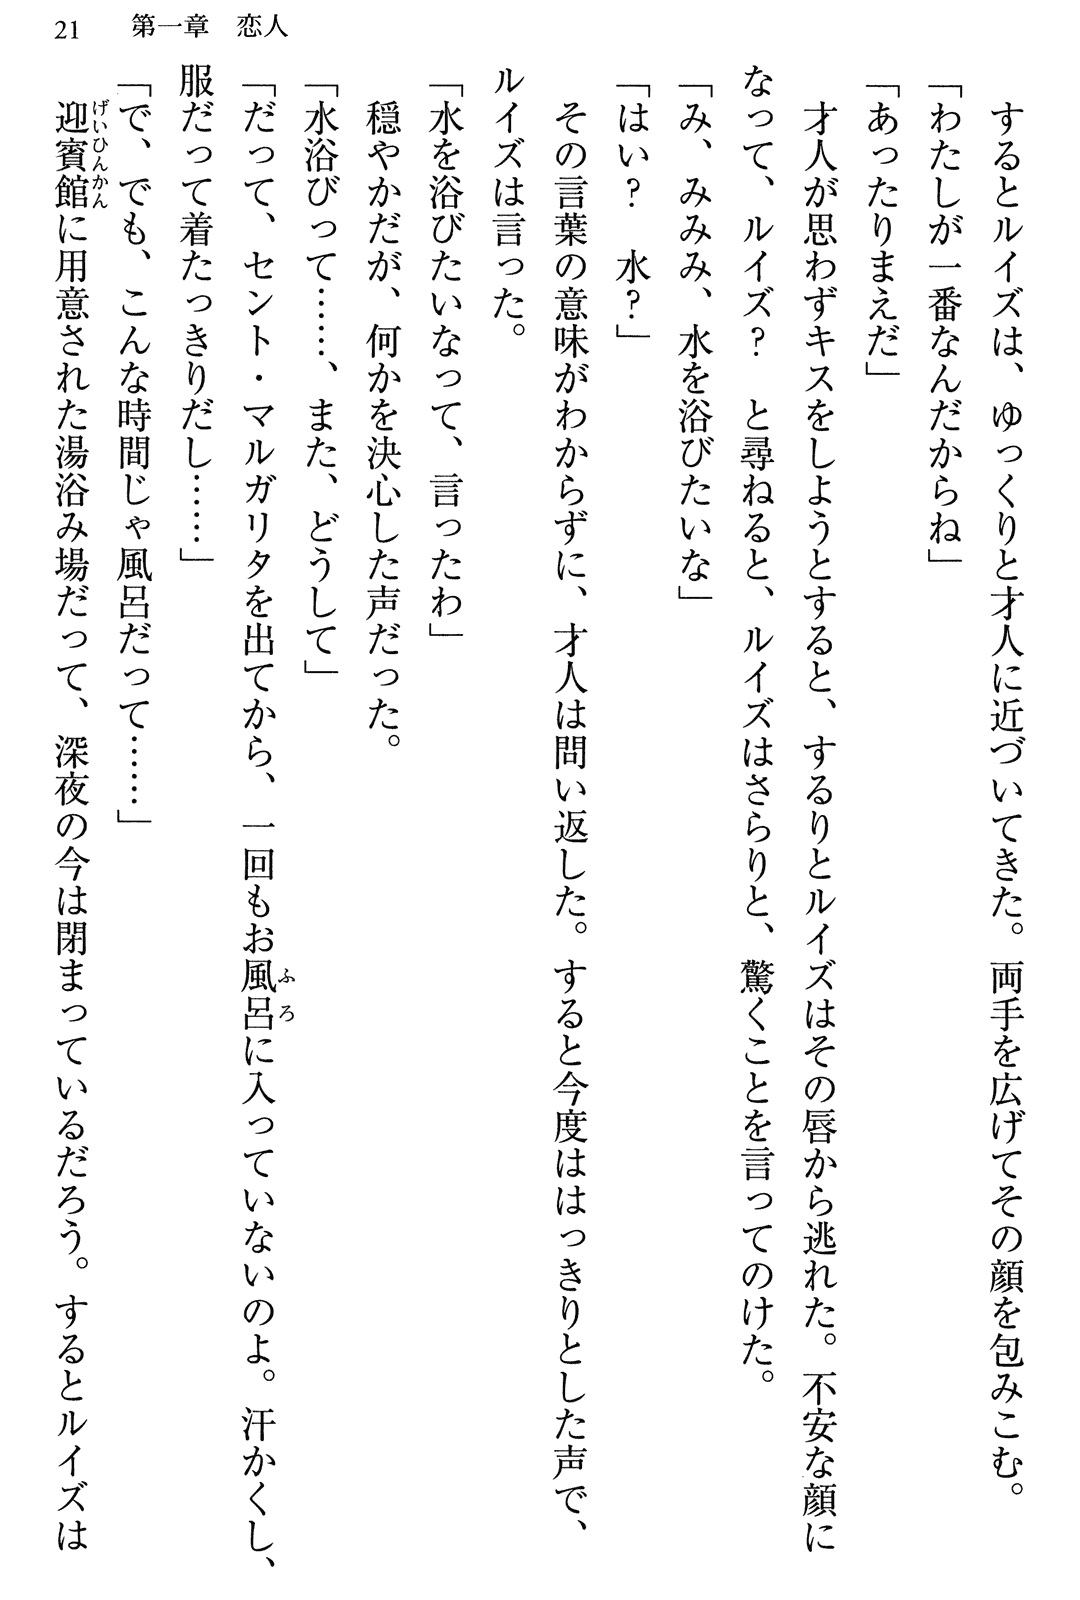 21　第一章　恋人
　するとルイズは、ゆっくりと才人に近づいてきた。両手を広げてその顔を包みこむ。
「わたしが一番なんだからね」
「あったりまえだ」
　才人が思わずキスをしようとすると、するりとルイズはその唇から逃れた。不安な顔に
なって、ルイズ？　と尋ねると、ルイズはさらりと、驚くことを言ってのけた。
「み、みみみ、水を浴びたいな」
「はい？　水？」
　その言葉の意味がわからずに、才人は問い返した。すると今度ははっきりとした声で、
ルイズは言った。
「水を浴びたいなって、言ったわ」
　穏やかだが、何かを決心した声だった。
「水浴びって……、また、どうして」
「だって、セント・マルガリタを出てから、一回もお風呂に入っていないのよ。汗かくし、
ふろ
服だって着たっきりだし……」
「で、でも、こんな時間じゃ風呂だって……」
　迎賓館に用意された湯浴み場だって、深夜の今は閉まっているだろう。するとルイズは
げいひんかん